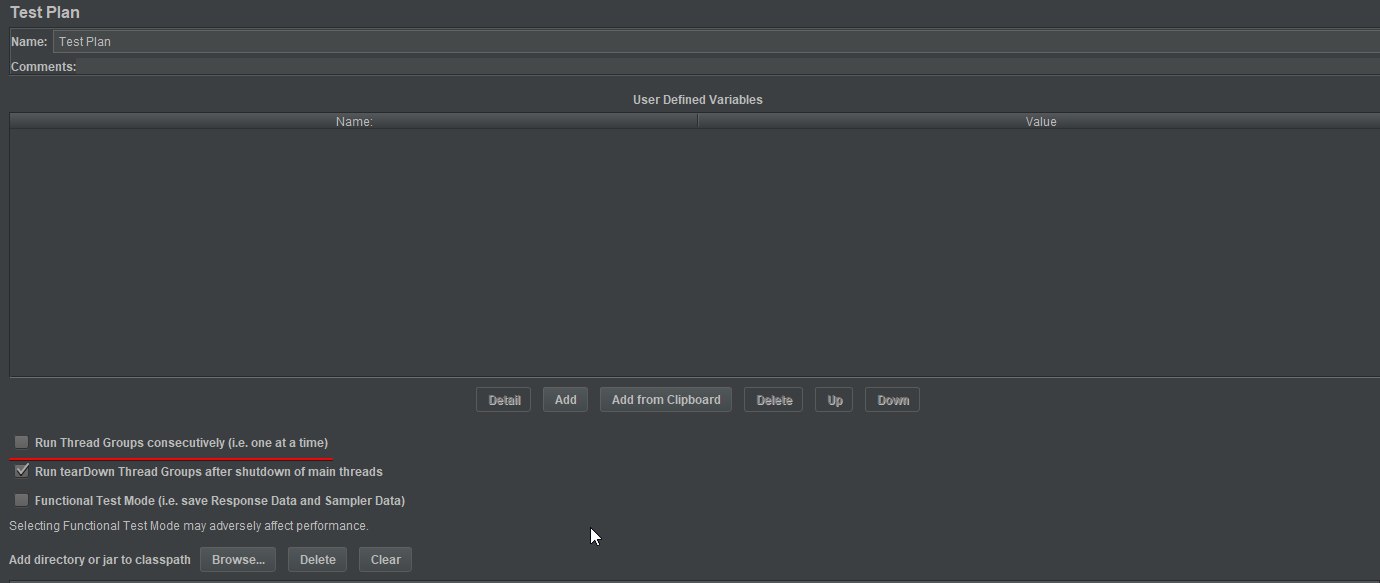 Test Plan
Name: Test Plan
Comments:
User Defined Variables
Name: Value
Detail Add Add from Clipboard Delete Up Down
Run Thread Groups consecutively (i.e. one at a time)
Run tearDown Thread Groups after shutdown of main threads
Functional Test Mode (i.e. save Response Data and Sampler Data)
Selecting Functional Test Mode may adversely affect performance.
Add directory or jar to classpath Browse... Delete Clear